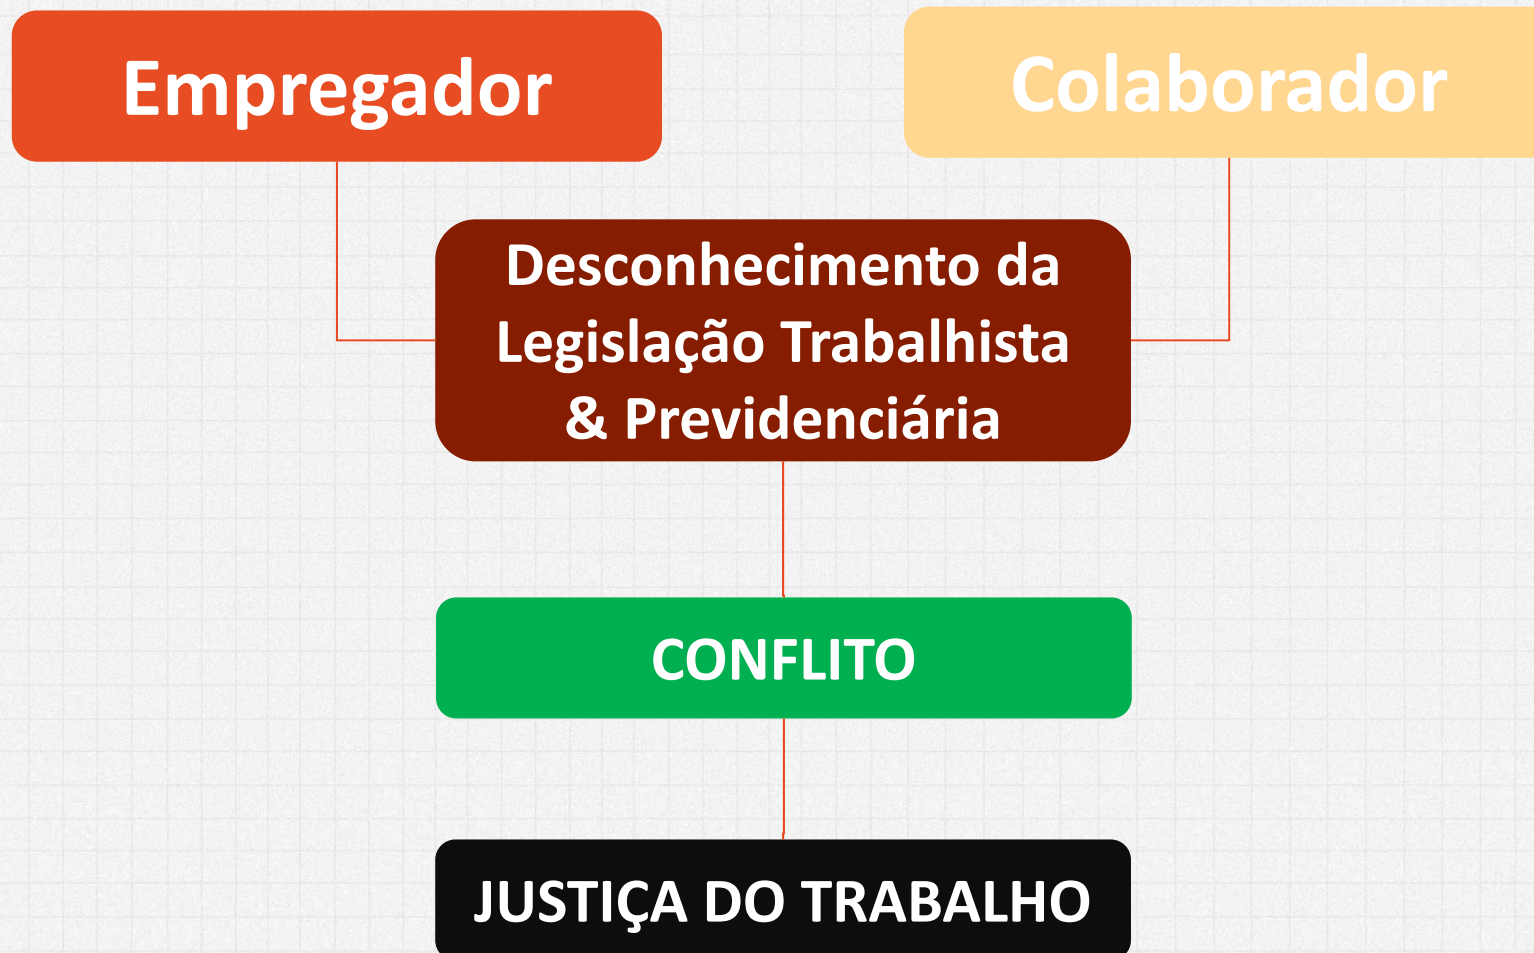 Empregador
Colaborador
Desconhecimento da
Legislação Trabalhista
& Previdenciária
CONFLITO
JUSTIÇA DO TRABALHO